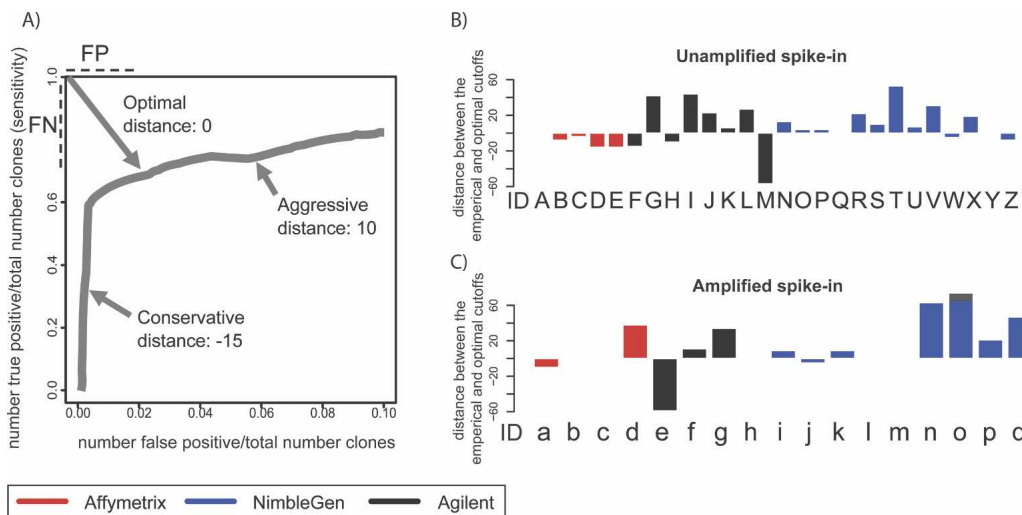 A)
FP
FN
number true positive/total number clones (sensitivity)
1.0
0.6
0.4
0.2
0.0
Optimal
distance: 0
Aggressive
distance: 10
Conservative
distance: -15
0.00 0.02 0.04 0.06 0.08 0.10
number false positive/total number clones
B)
Unamplified spike-in
distance between the
emperical and optimal cutoffs
60
20
-20
-60
ID A B C D E F G H I J K L M N O P Q R S T U V W X Y Z
C)
Amplified spike-in
distance between the
emperical and optimal cutoffs
60
20
-20
-60
ID a b c d e f g h i j k l m n o p q
Affymetrix NimbleGen Agilent